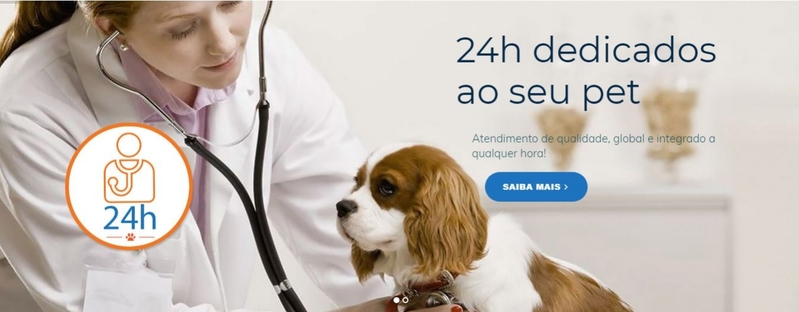 24h dedicados
ao seu pet
Atendimento de qualidade, global e integrado a
qualquer hora!
SAIBA MAIS >
24h